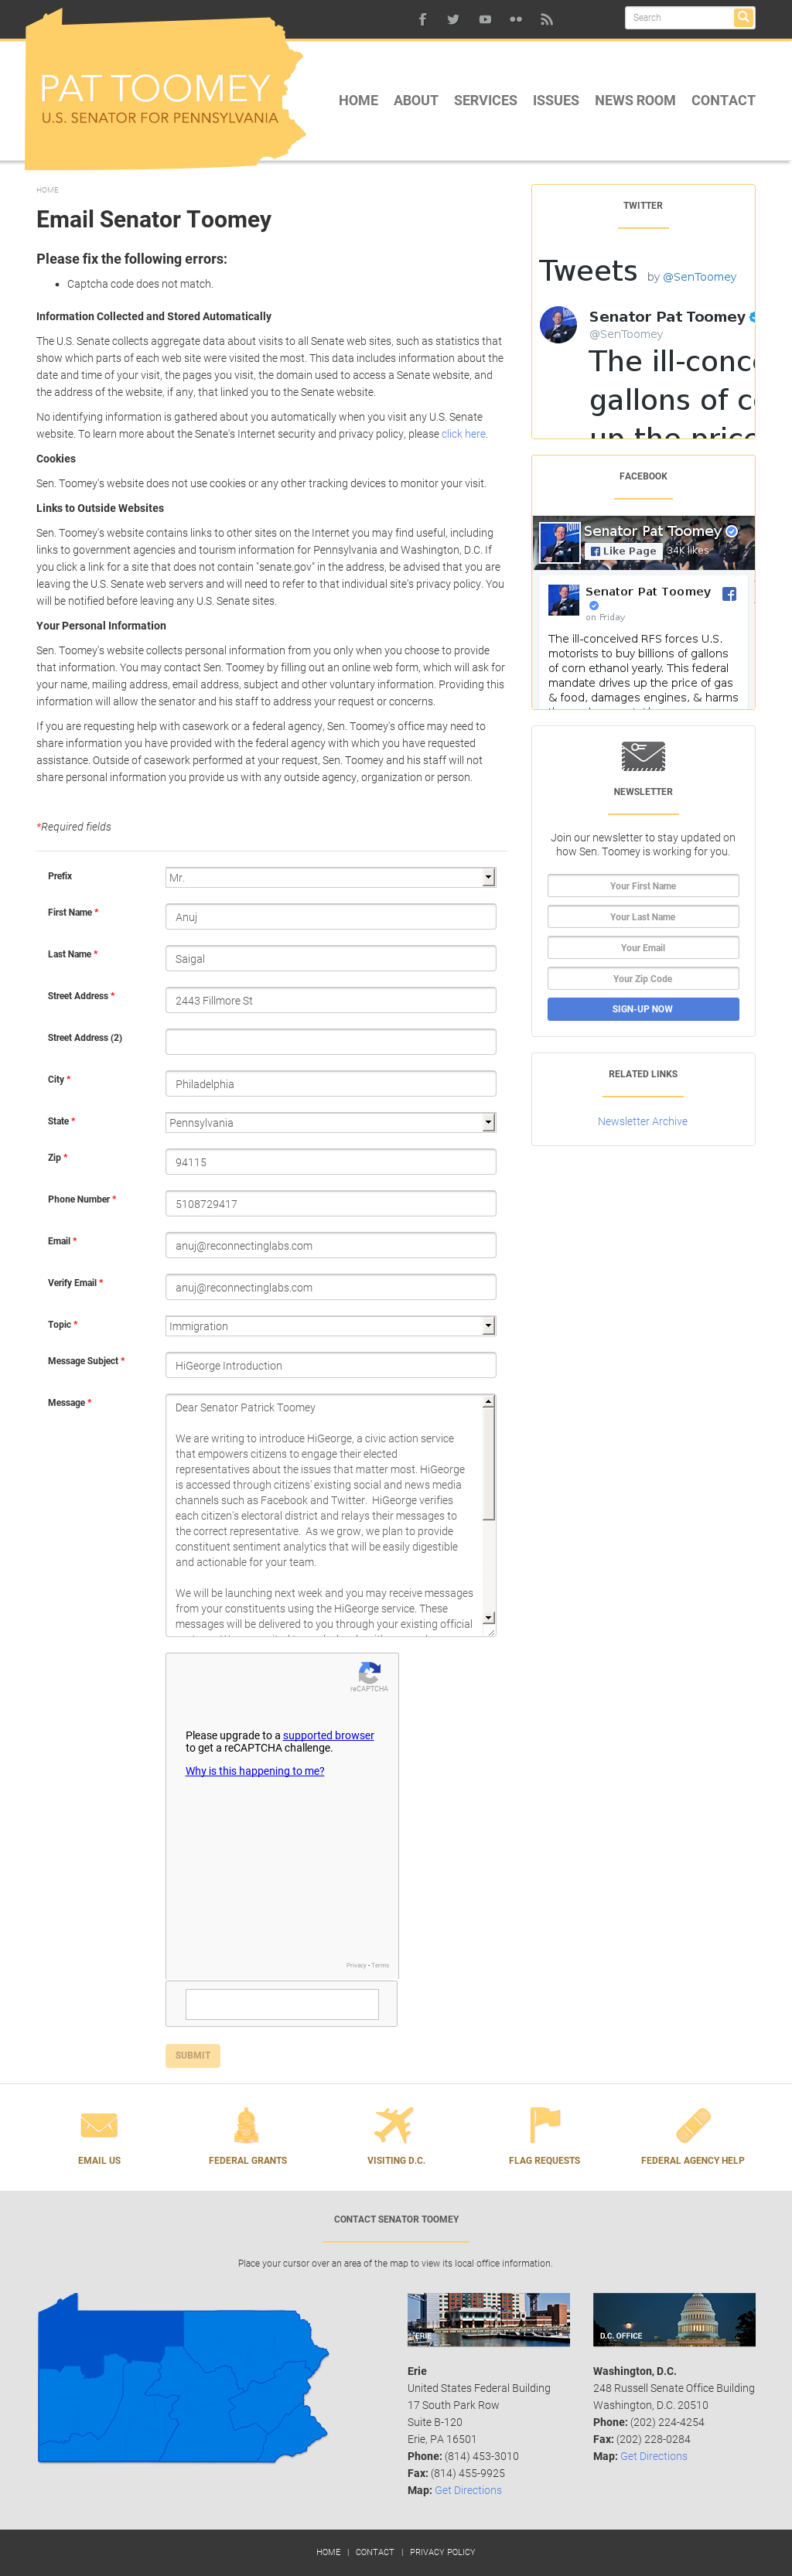 Search
PAT TOOMEY
U.S. SENATOR FOR PENNSYLVANIA
HOME ABOUT SERVICES ISSUES NEWS ROOM CONTACT
HOME
Email Senator Toomey
Please fix the following errors:
Captcha code does not match.
Information Collected and Stored Automatically
The U.S. Senate collects aggregate data about visits to all Senate web sites, such as statistics that
show which parts of each web site were visited the most. This data includes information about the
date and time of your visit, the pages you visit, the domain used to access a Senate website, and
the address of the website, if any, that linked you to the Senate website.
No identifying information is gathered about you automatically when you visit any U.S. Senate
website. To learn more about the Senate's Internet security and privacy policy, please click here.
Cookies
Sen. Toomey's website does not use cookies or any other tracking devices to monitor your visit.
Links to Outside Websites
Sen. Toomey's website contains links to other sites on the Internet you may find useful, including
links to government agencies and tourism information for Pennsylvania and Washington, D.C. If
you click a link for a site that does not contain "senate.gov" in the address, be advised that you are
leaving the U.S. Senate web servers and will need to refer to that individual site's privacy policy. You
will be notified before leaving any U.S. Senate sites.
Your Personal Information
Sen. Toomey's website collects personal information from you only when you choose to provide
that information. You may contact Sen. Toomey by filling out an online web form, which will ask for
your name, mailing address, email address, subject and other voluntary information. Providing this
information will allow the senator and his staff to address your request or concerns.
If you are requesting help with casework or a federal agency, Sen. Toomey's office may need to
share information you have provided with the federal agency with which you have requested
assistance. Outside of casework performed at your request, Sen. Toomey and his staff will not
share personal information you provide us with any outside agency, organization or person.
*Required fields
Prefix Mr.
First Name * Anuj
Last Name * Saigal
Street Address * 2443 Fillmore St
Street Address (2)
City * Philadelphia
State * Pennsylvania
Zip * 94115
Phone Number * 5108729417
Email * anuj@reconnectinglabs.com
Verify Email * anuj@reconnectinglabs.com
Topic * Immigration
Message Subject * HiGeorge Introduction
Message * Dear Senator Patrick Toomey
We are writing to introduce HiGeorge, a civic action service
that empowers citizens to engage their elected
representatives about the issues that matter most. HiGeorge
is accessed through citizens' existing social and news media
channels such as Facebook and Twitter. HiGeorge verifies
each citizen's electoral district and relays their messages to
the correct representative. As we grow, we plan to provide
constituent sentiment analytics that will be easily digestible
and actionable for your team.
We will be launching next week and you may receive messages
from your constituents using the HiGeorge service. These
messages will be delivered to you through your existing official
reCAPTCHA
Please upgrade to a supported browser
to get a reCAPTCHA challenge.
Why is this happening to me?
Privacy - Terms
SUBMIT
TWITTER
Tweets by @SenToomey
Senator Pat Toomey
@SenToomey
The ill-conce
gallons of co
up the price
FACEBOOK
Senator Pat Toomey
Like Page 34K likes
Senator Pat Toomey
on Friday
The ill-conceived RFS forces U.S.
motorists to buy billions of gallons
of corn ethanol yearly. This federal
mandate drives up the price of gas
& food, damages engines, & harms
NEWSLETTER
Join our newsletter to stay updated on
how Sen. Toomey is working for you.
Your First Name
Your Last Name
Your Email
Your Zip Code
SIGN-UP NOW
RELATED LINKS
Newsletter Archive
EMAIL US FEDERAL GRANTS VISITING D.C. FLAG REQUESTS FEDERAL AGENCY HELP
CONTACT SENATOR TOOMEY
Place your cursor over an area of the map to view its local office information.
ERIE
Erie
United States Federal Building
17 South Park Row
Suite B-120
Erie, PA 16501
Phone: (814) 453-3010
Fax: (814) 455-9925
Map: Get Directions
D.C. OFFICE
Washington, D.C.
248 Russell Senate Office Building
Washington, D.C. 20510
Phone: (202) 224-4254
Fax: (202) 228-0284
Map: Get Directions
HOME | CONTACT | PRIVACY POLICY